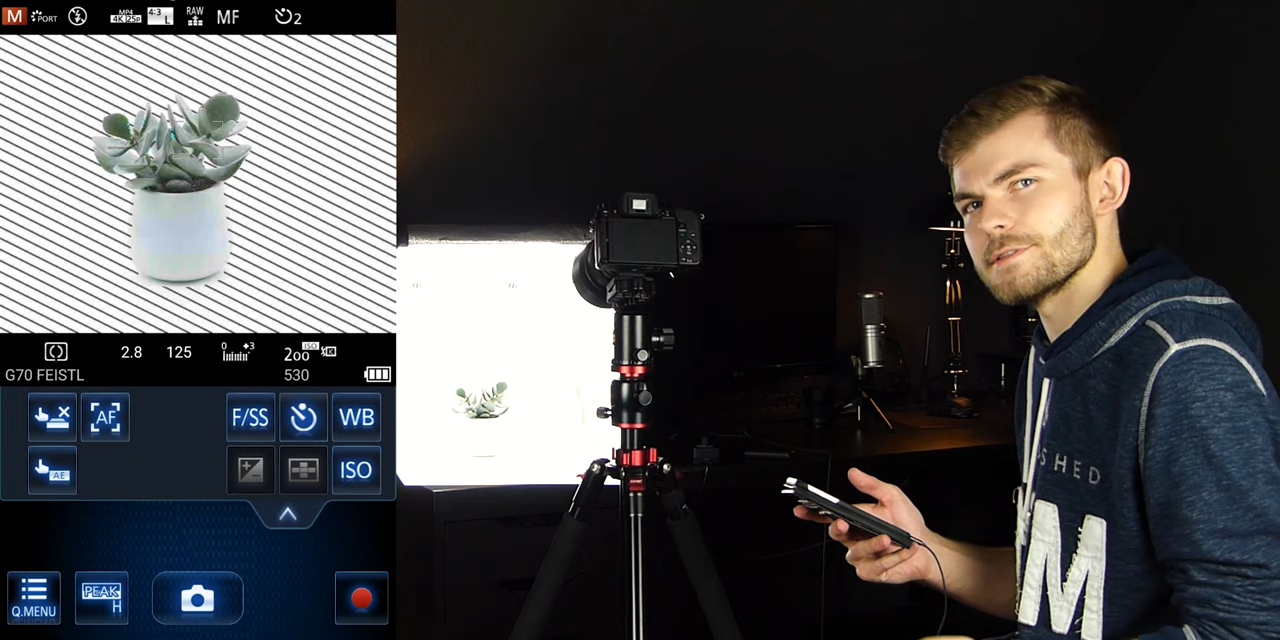 M PORT MP4 4K 25p 4:3 L RAW MF 2
2.8 125 0 +3 200 ISO
G70 FEISTL 530
AF F/SS WB
AE ISO
Q.MENU PEAK H
SHED
M